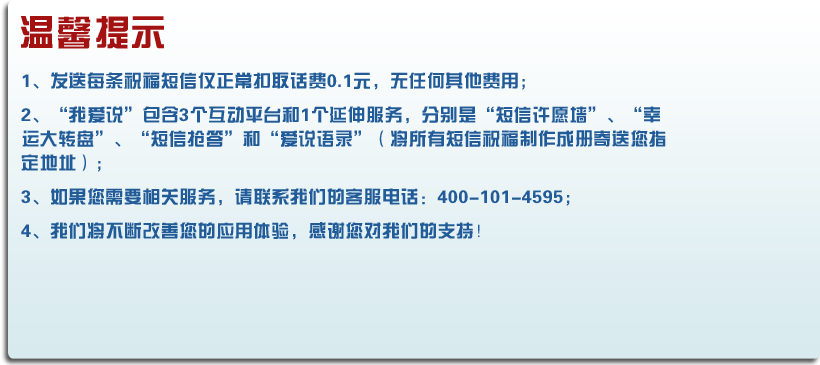 温馨提示
1、发送每条祝福短信仅正常扣取话费0.1元，无任何其他费用；
2、“我爱说”包含3个互动平台和1个延伸服务，分别是“短信许愿墙”、“幸
运大转盘”、“短信抢答”和“爱说语录”（将所有短信祝福制作成册寄送您指
定地址）；
3、如果您需要相关服务，请联系我们的客服电话：400-101-4595；
4、我们将不断改善您的应用体验，感谢您对我们的支持！